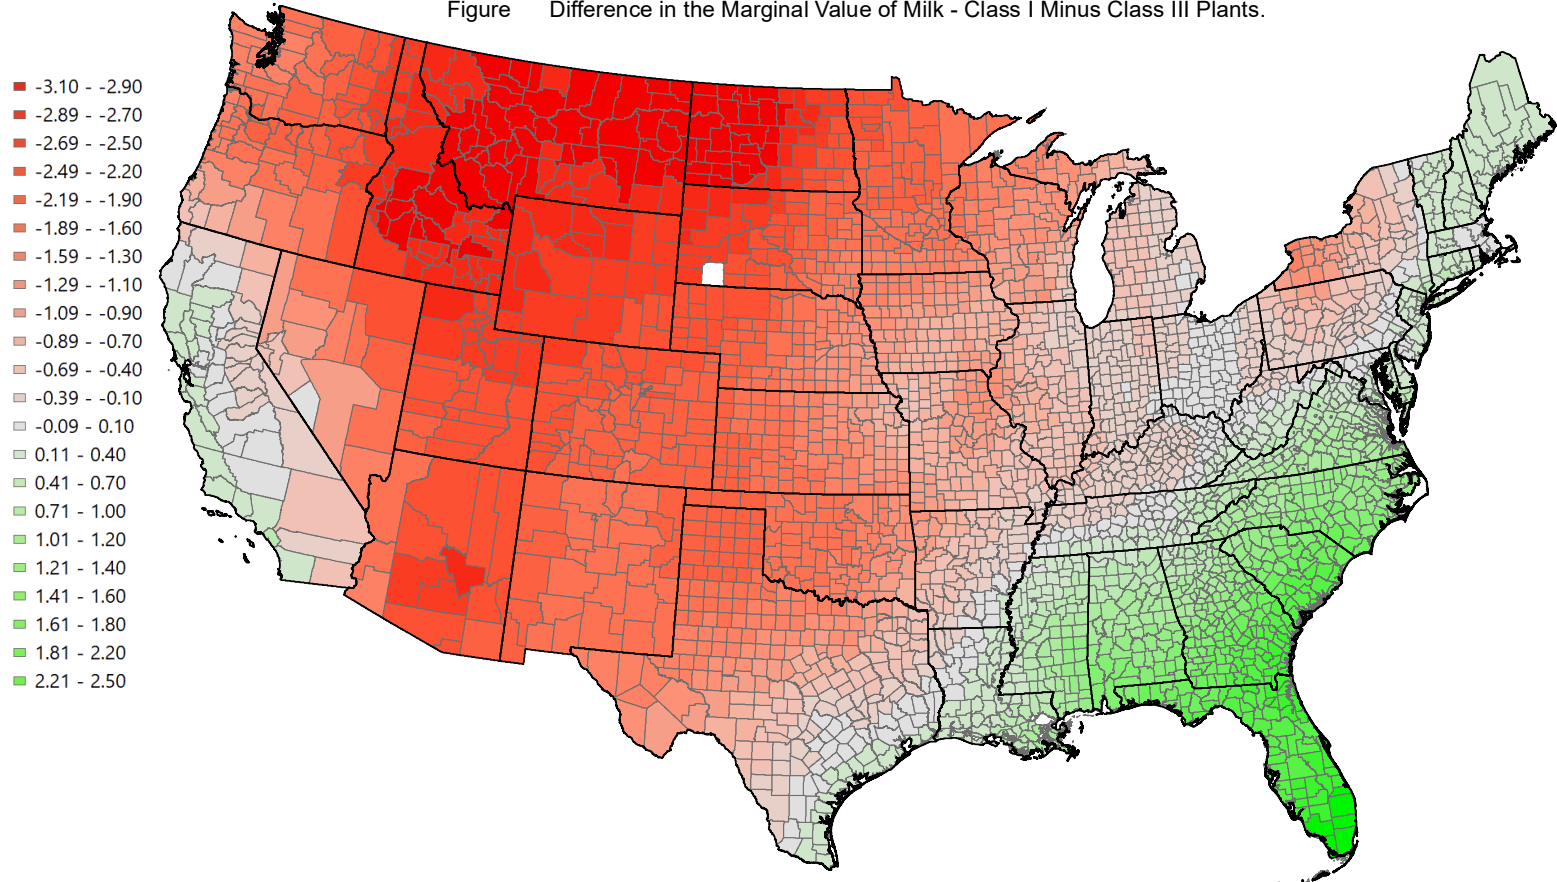 Figure Difference in the Marginal Value of Milk - Class I Minus Class III Plants.
-3.10 - -2.90
-2.89 - -2.70
-2.69 - -2.50
-2.49 - -2.20
-2.19 - -1.90
-1.89 - -1.60
-1.59 - -1.30
-1.29 - -1.10
-1.09 - -0.90
-0.89 - -0.70
-0.69 - -0.40
-0.39 - -0.10
-0.09 - 0.10
0.11 - 0.40
0.41 - 0.70
0.71 - 1.00
1.01 - 1.20
1.21 - 1.40
1.41 - 1.60
1.61 - 1.80
1.81 - 2.20
2.21 - 2.50